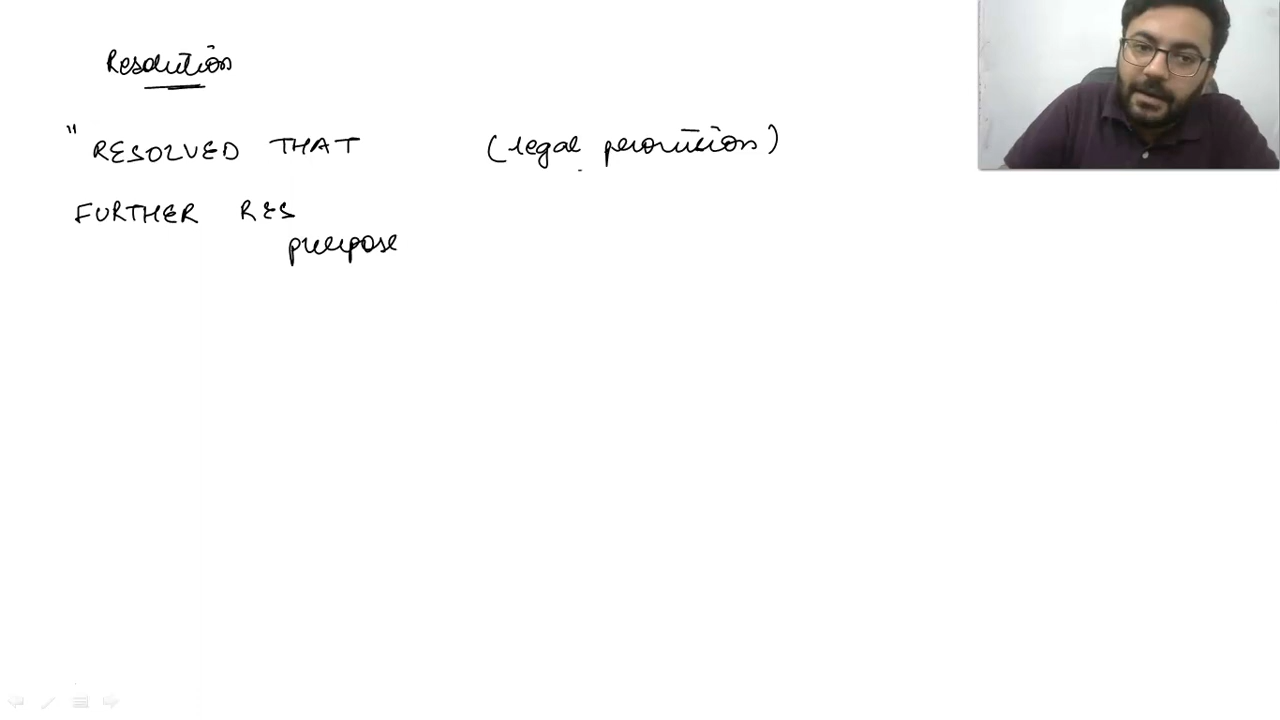 Resolution
" RESOLVED THAT (legal provision)
FURTHER RES
purpose